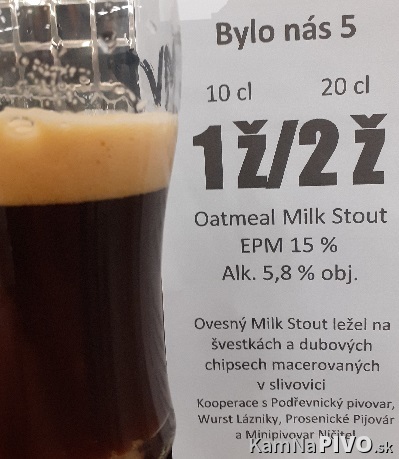 Bylo nás 5
10 cl 20 cl
1ž/2ž
Oatmeal Milk Stout
EPM 15 %
Alk. 5,8 % obj.
Ovesný Milk Stout ležel na
švestkách a dubových
chipsech macerovaných
v slivovici
Kooperace s Podřevnický pivovar,
Wurst Lázniky, Prosenické Pijovár
a Minipivovar Ničitel
KamNaPIVO.sk